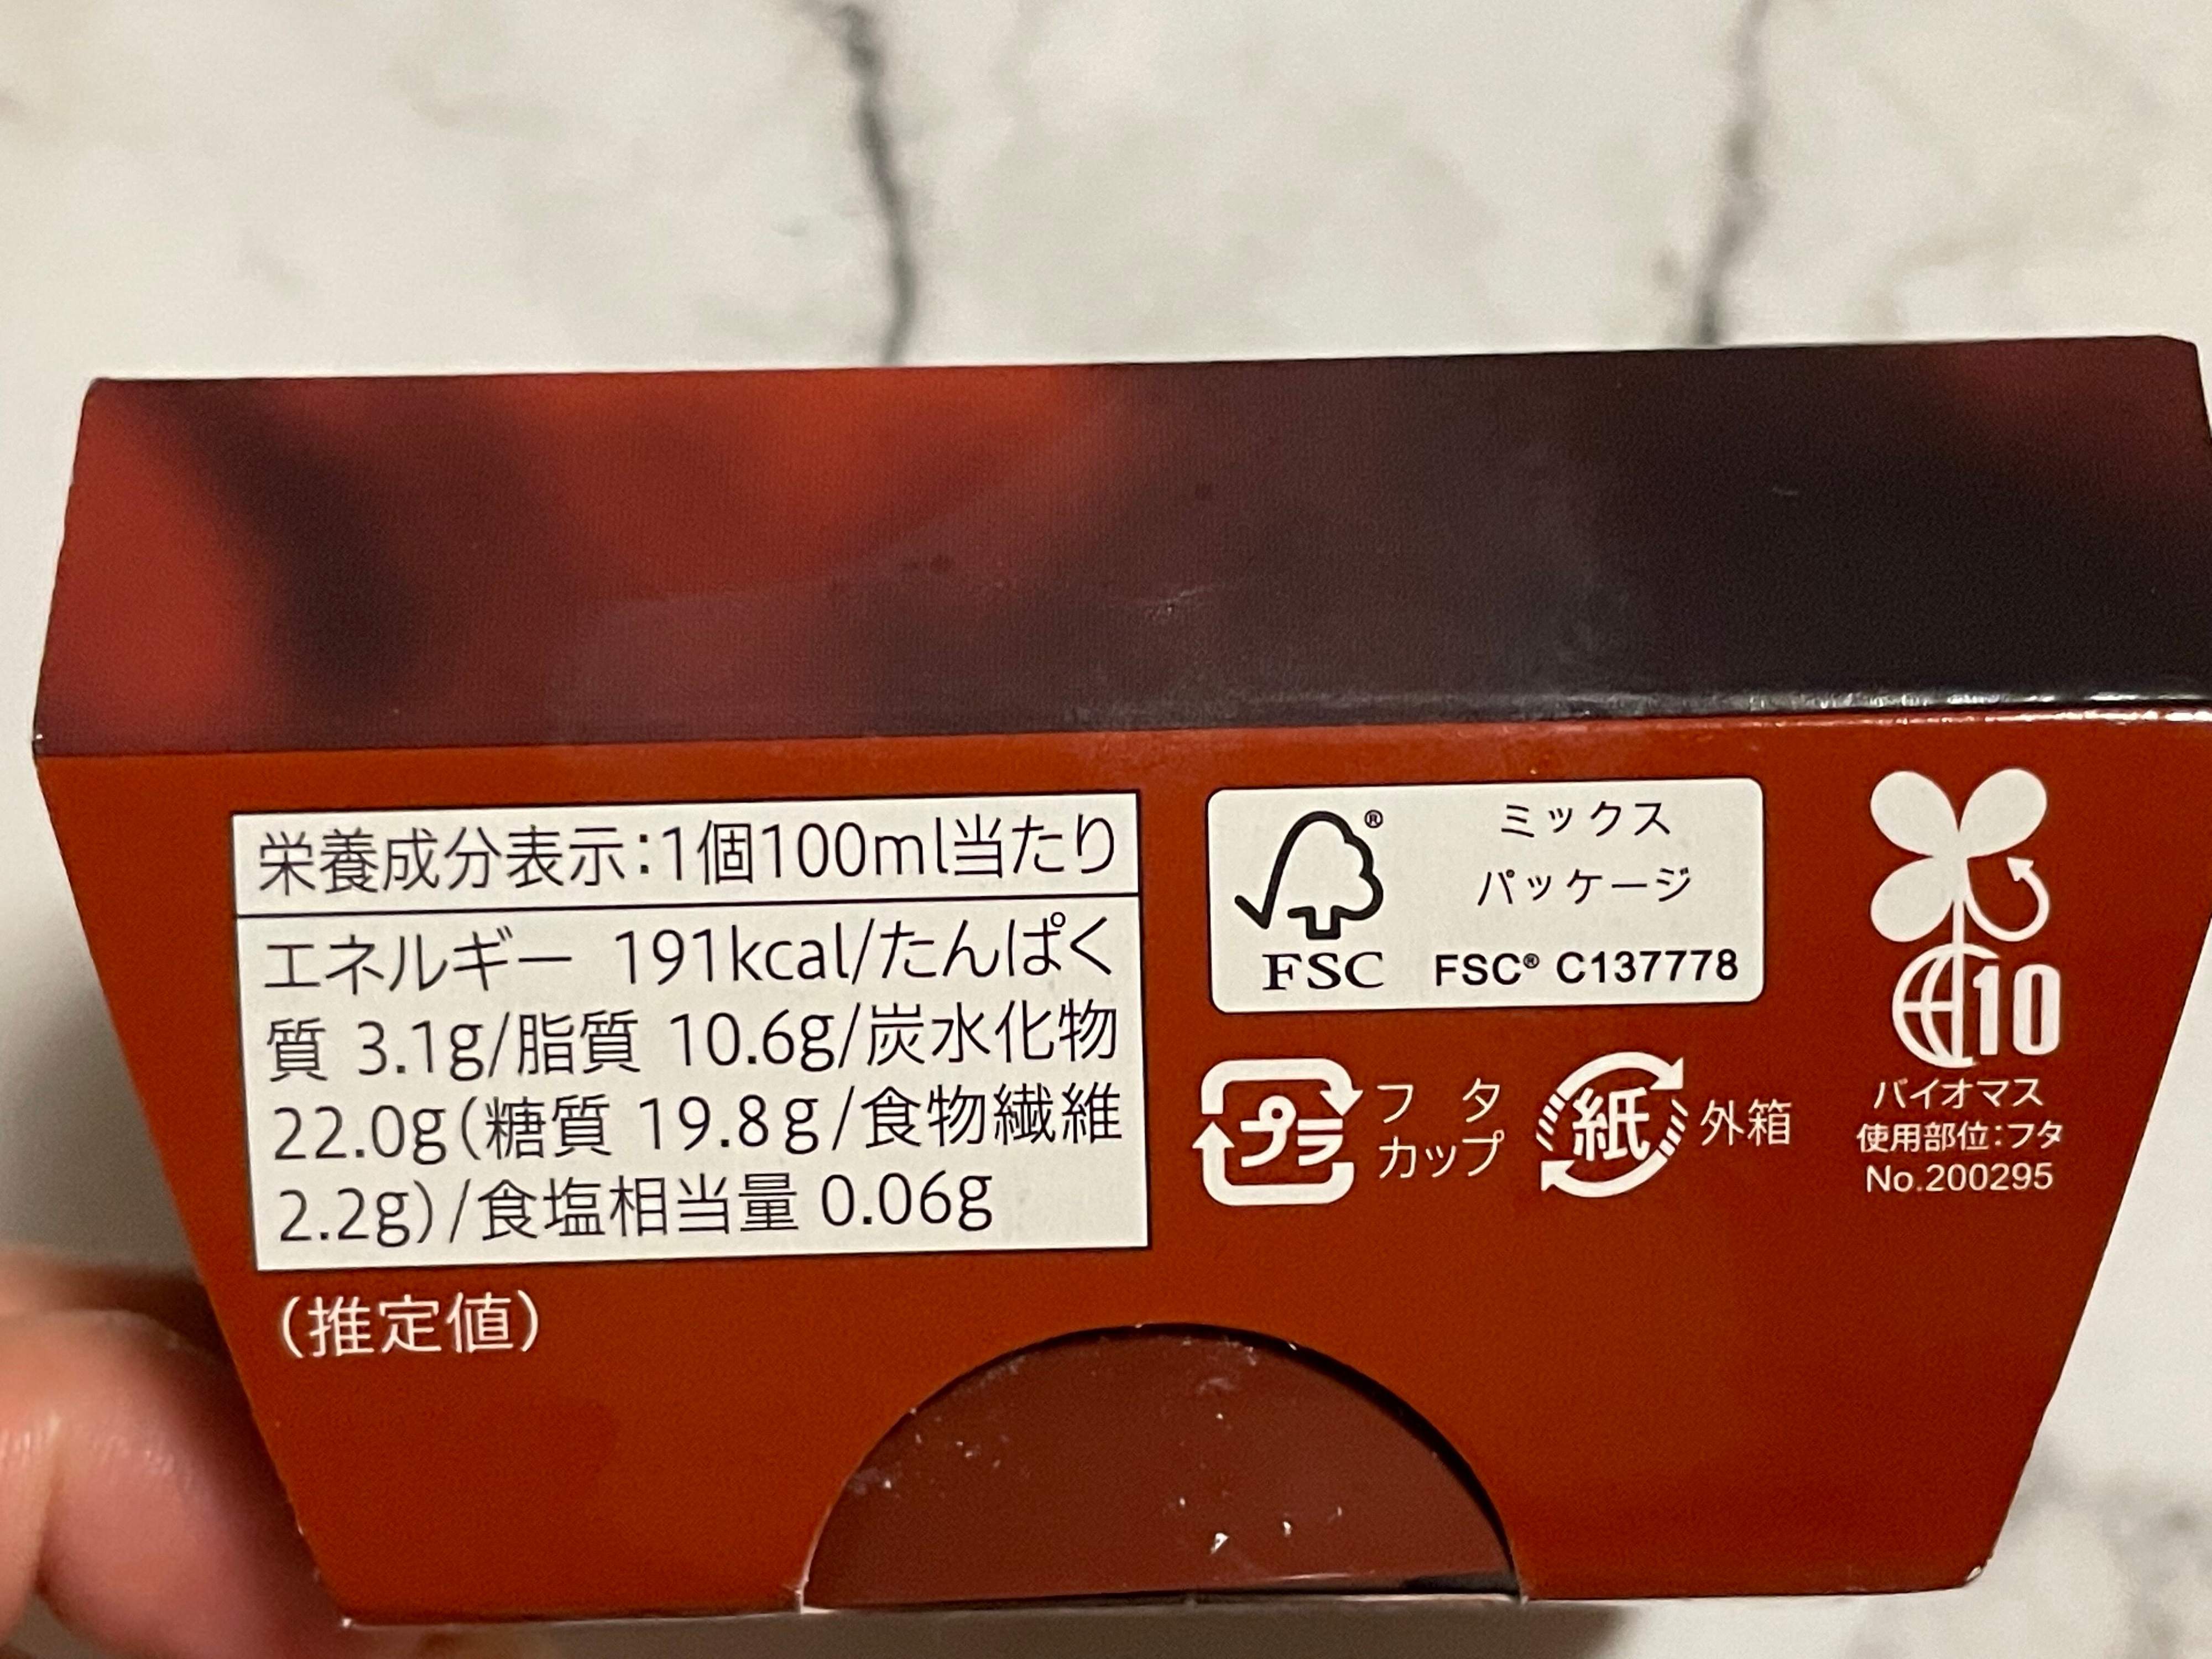 栄養成分表示:1個100ml当たり
エネルギー 191kcal/たんぱく
質 3.1g/脂質 10.6g/炭水化物
22.0g(糖質 19.8g/食物繊維
2.2g)/食塩相当量 0.06g
(推定値)
®
FSC
ミックス
パッケージ
FSC® C137778
プラ
フタ
カップ
紙
外箱
10
バイオマス
使用部位:フタ
No.200295